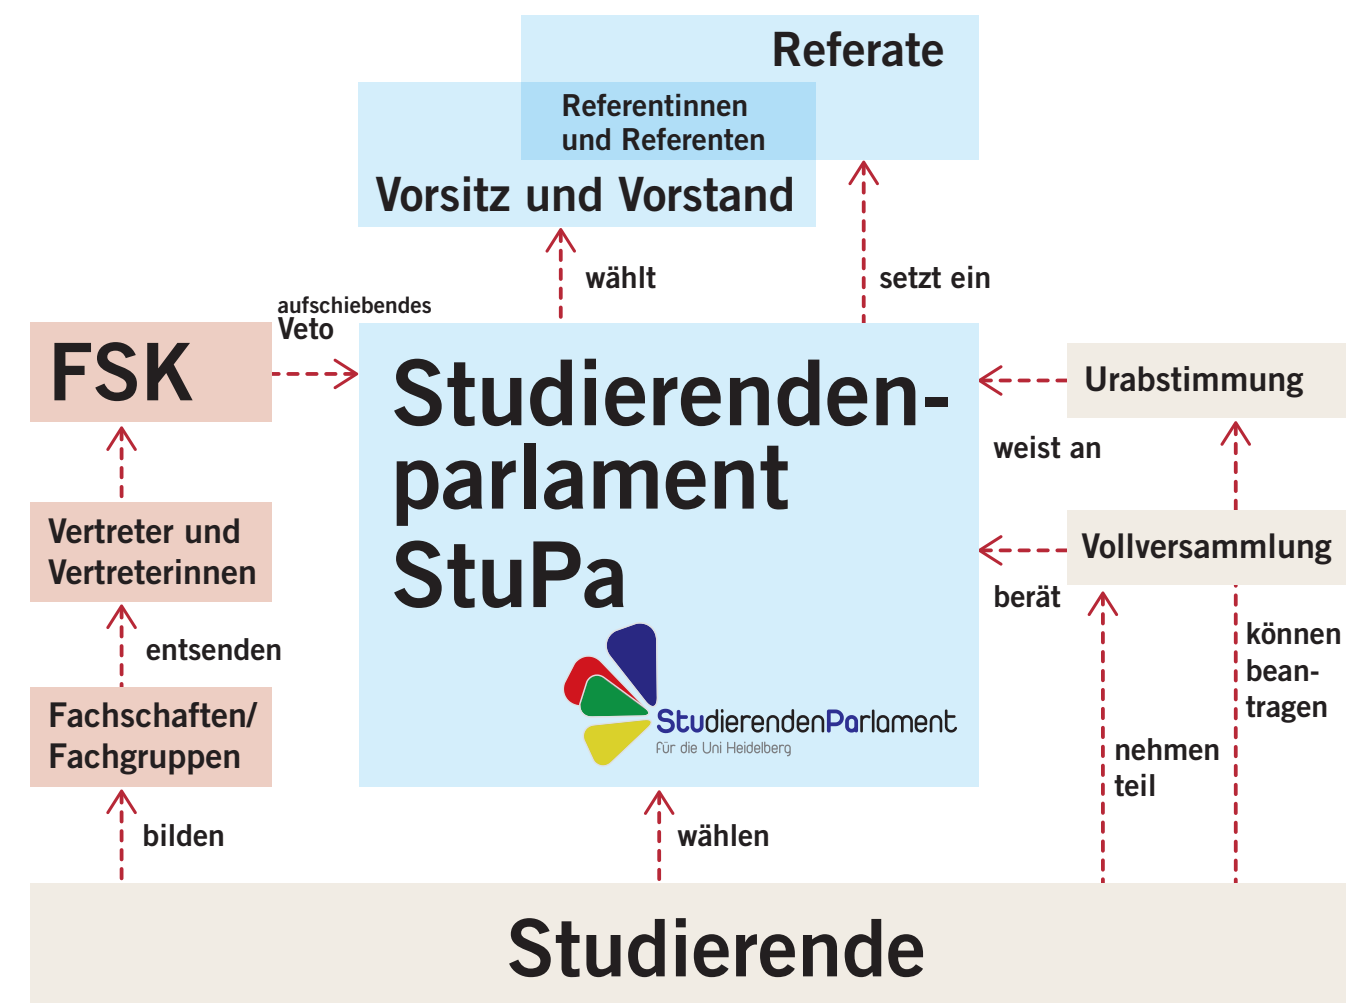 Referate
Referentinnen
und Referenten
Vorsitz und Vorstand
wählt
setzt ein
aufschiebendes
Veto
FSK
Studierenden-
parlament
StuPa
Urabstimmung
weist an
Vertreter und
Vertreterinnen
Vollversammlung
berät
entsenden
können
bean-
tragen
Fachschaften/
Fachgruppen
StudierendenParlament
für die Uni Heidelberg
nehmen
teil
bilden
wählen
Studierende